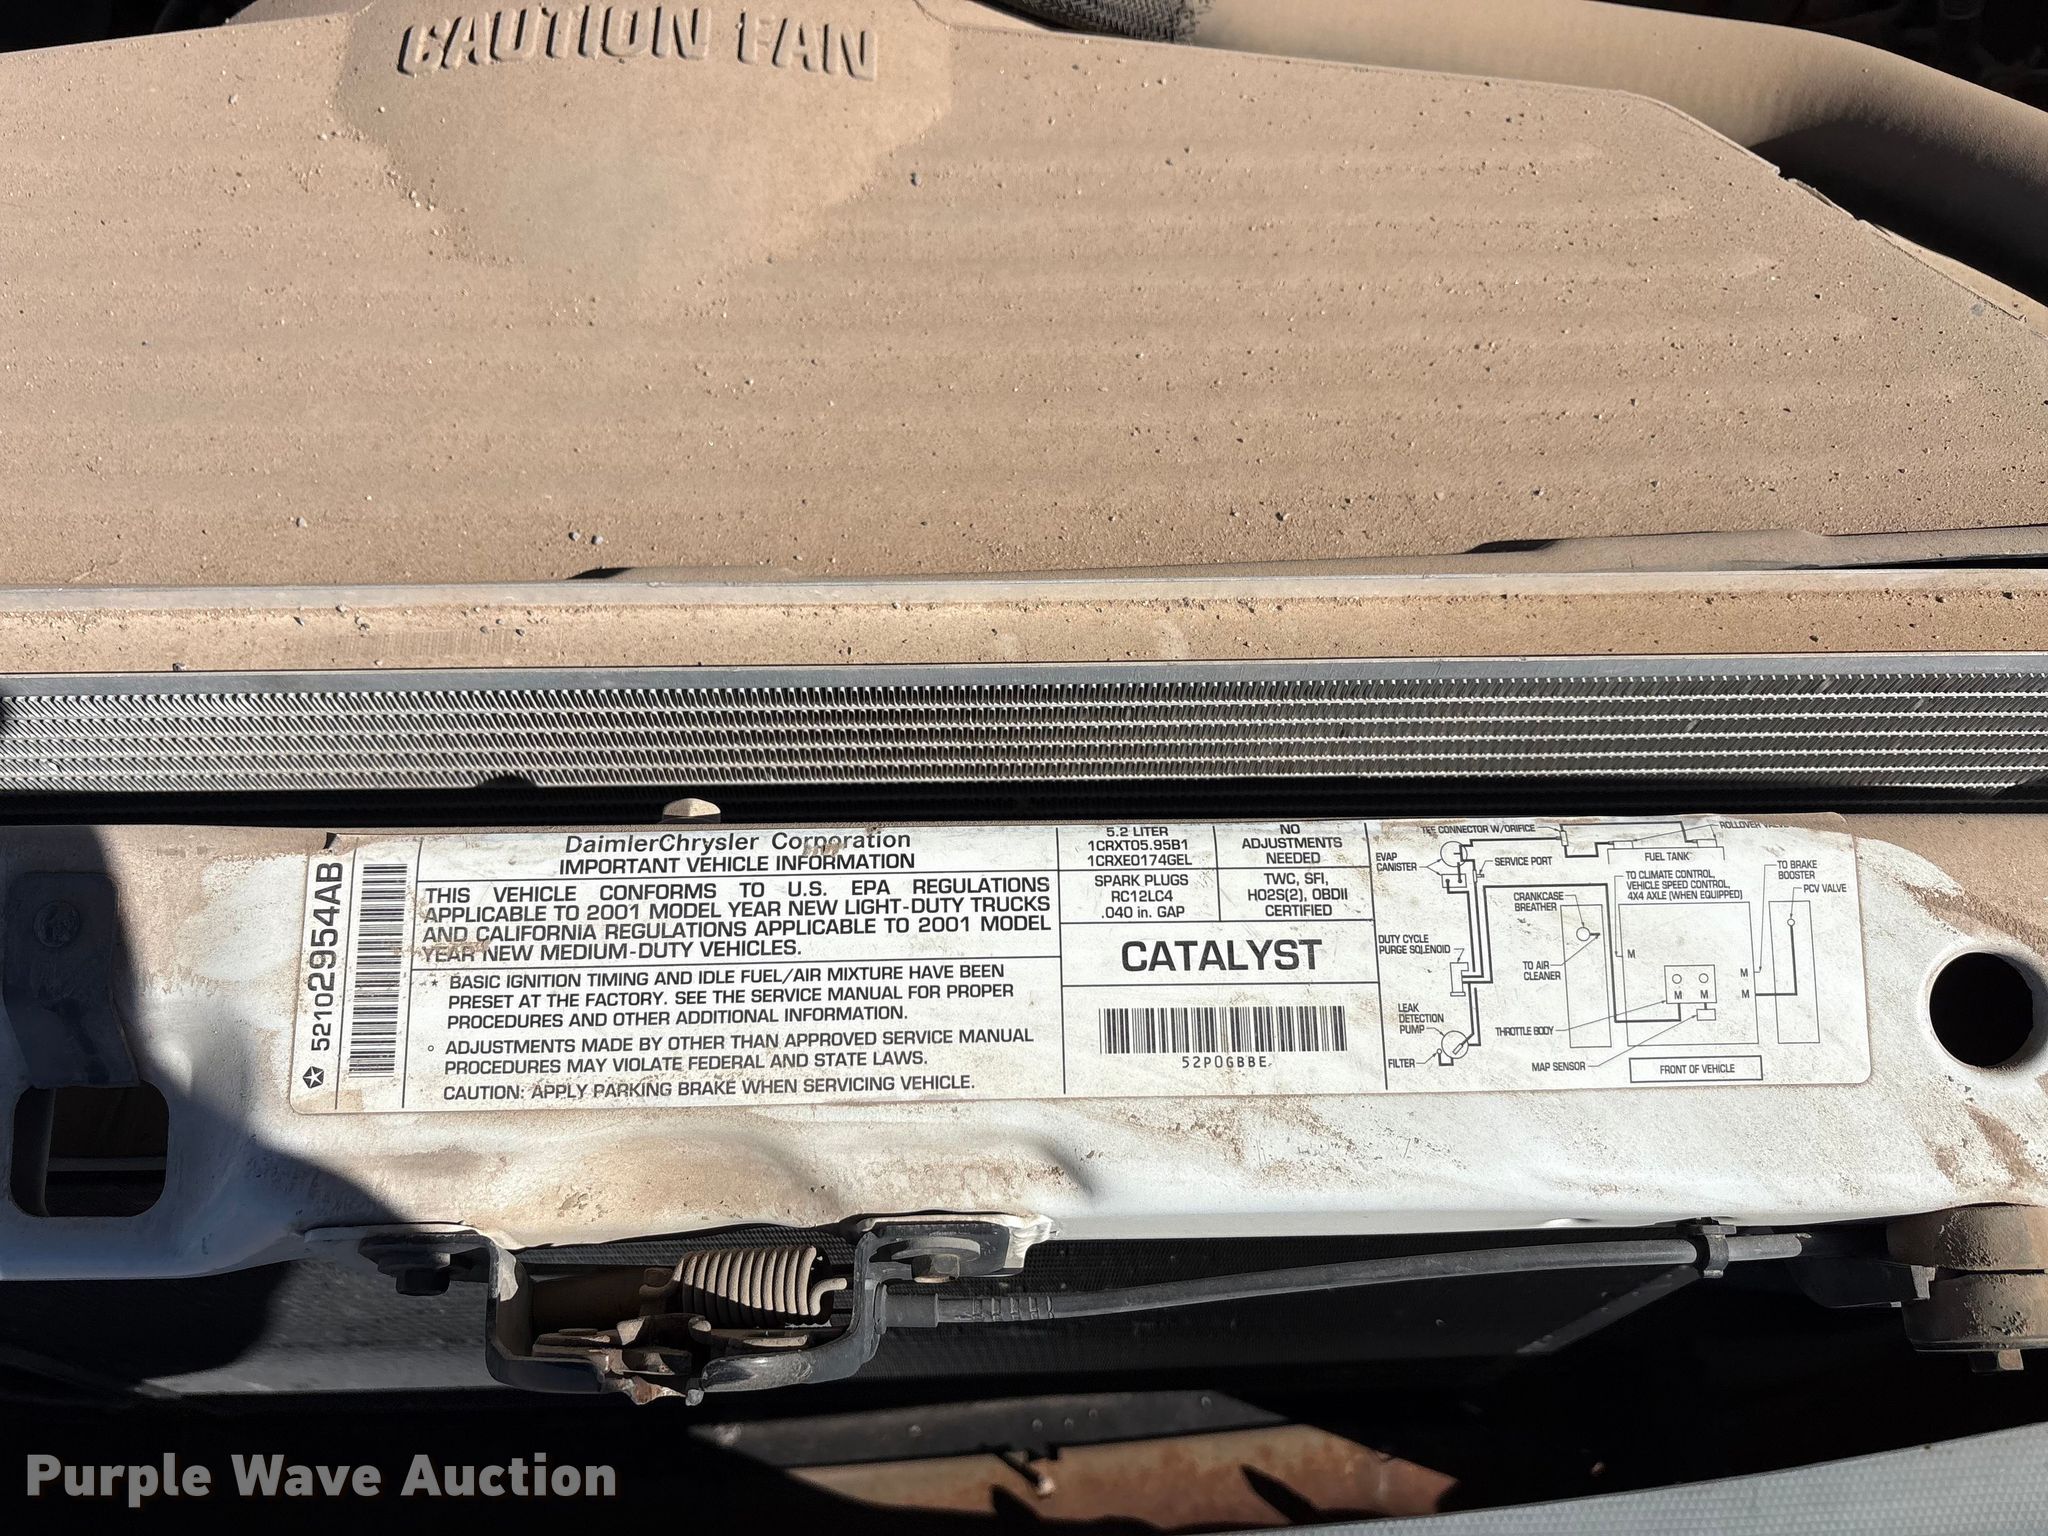 CAUTION FAN
52102954AB
DaimlerChrysler Corporation
IMPORTANT VEHICLE INFORMATION
THIS VEHICLE CONFORMS TO U.S. EPA REGULATIONS
APPLICABLE TO 2001 MODEL YEAR NEW LIGHT-DUTY TRUCKS
AND CALIFORNIA REGULATIONS APPLICABLE TO 2001 MODEL
YEAR NEW MEDIUM-DUTY VEHICLES.
* BASIC IGNITION TIMING AND IDLE FUEL/AIR MIXTURE HAVE BEEN
PRESET AT THE FACTORY. SEE THE SERVICE MANUAL FOR PROPER
PROCEDURES AND OTHER ADDITIONAL INFORMATION.
° ADJUSTMENTS MADE BY OTHER THAN APPROVED SERVICE MANUAL
PROCEDURES MAY VIOLATE FEDERAL AND STATE LAWS.
CAUTION: APPLY PARKING BRAKE WHEN SERVICING VEHICLE.
5.2 LITER
1CRXT05.95B1
1CRXE0174GEL
NO
ADJUSTMENTS
NEEDED
SPARK PLUGS
RC12LC4
.040 in. GAP
TWC, SFI,
HO2S(2), OBDII
CERTIFIED
CATALYST
52P0GBBE
TEE CONNECTOR W/ORIFICE
ROLLOVER VALVE
EVAP
CANISTER
SERVICE PORT
FUEL TANK
TO BRAKE
BOOSTER
TO CLIMATE CONTROL,
VEHICLE SPEED CONTROL,
4X4 AXLE (WHEN EQUIPPED)
PCV VALVE
CRANKCASE
BREATHER
DUTY CYCLE
PURGE SOLENOID
TO AIR
CLEANER
M
M
M M
M
LEAK
DETECTION
PUMP
THROTTLE BODY
FILTER
MAP SENSOR
FRONT OF VEHICLE
Purple Wave Auction